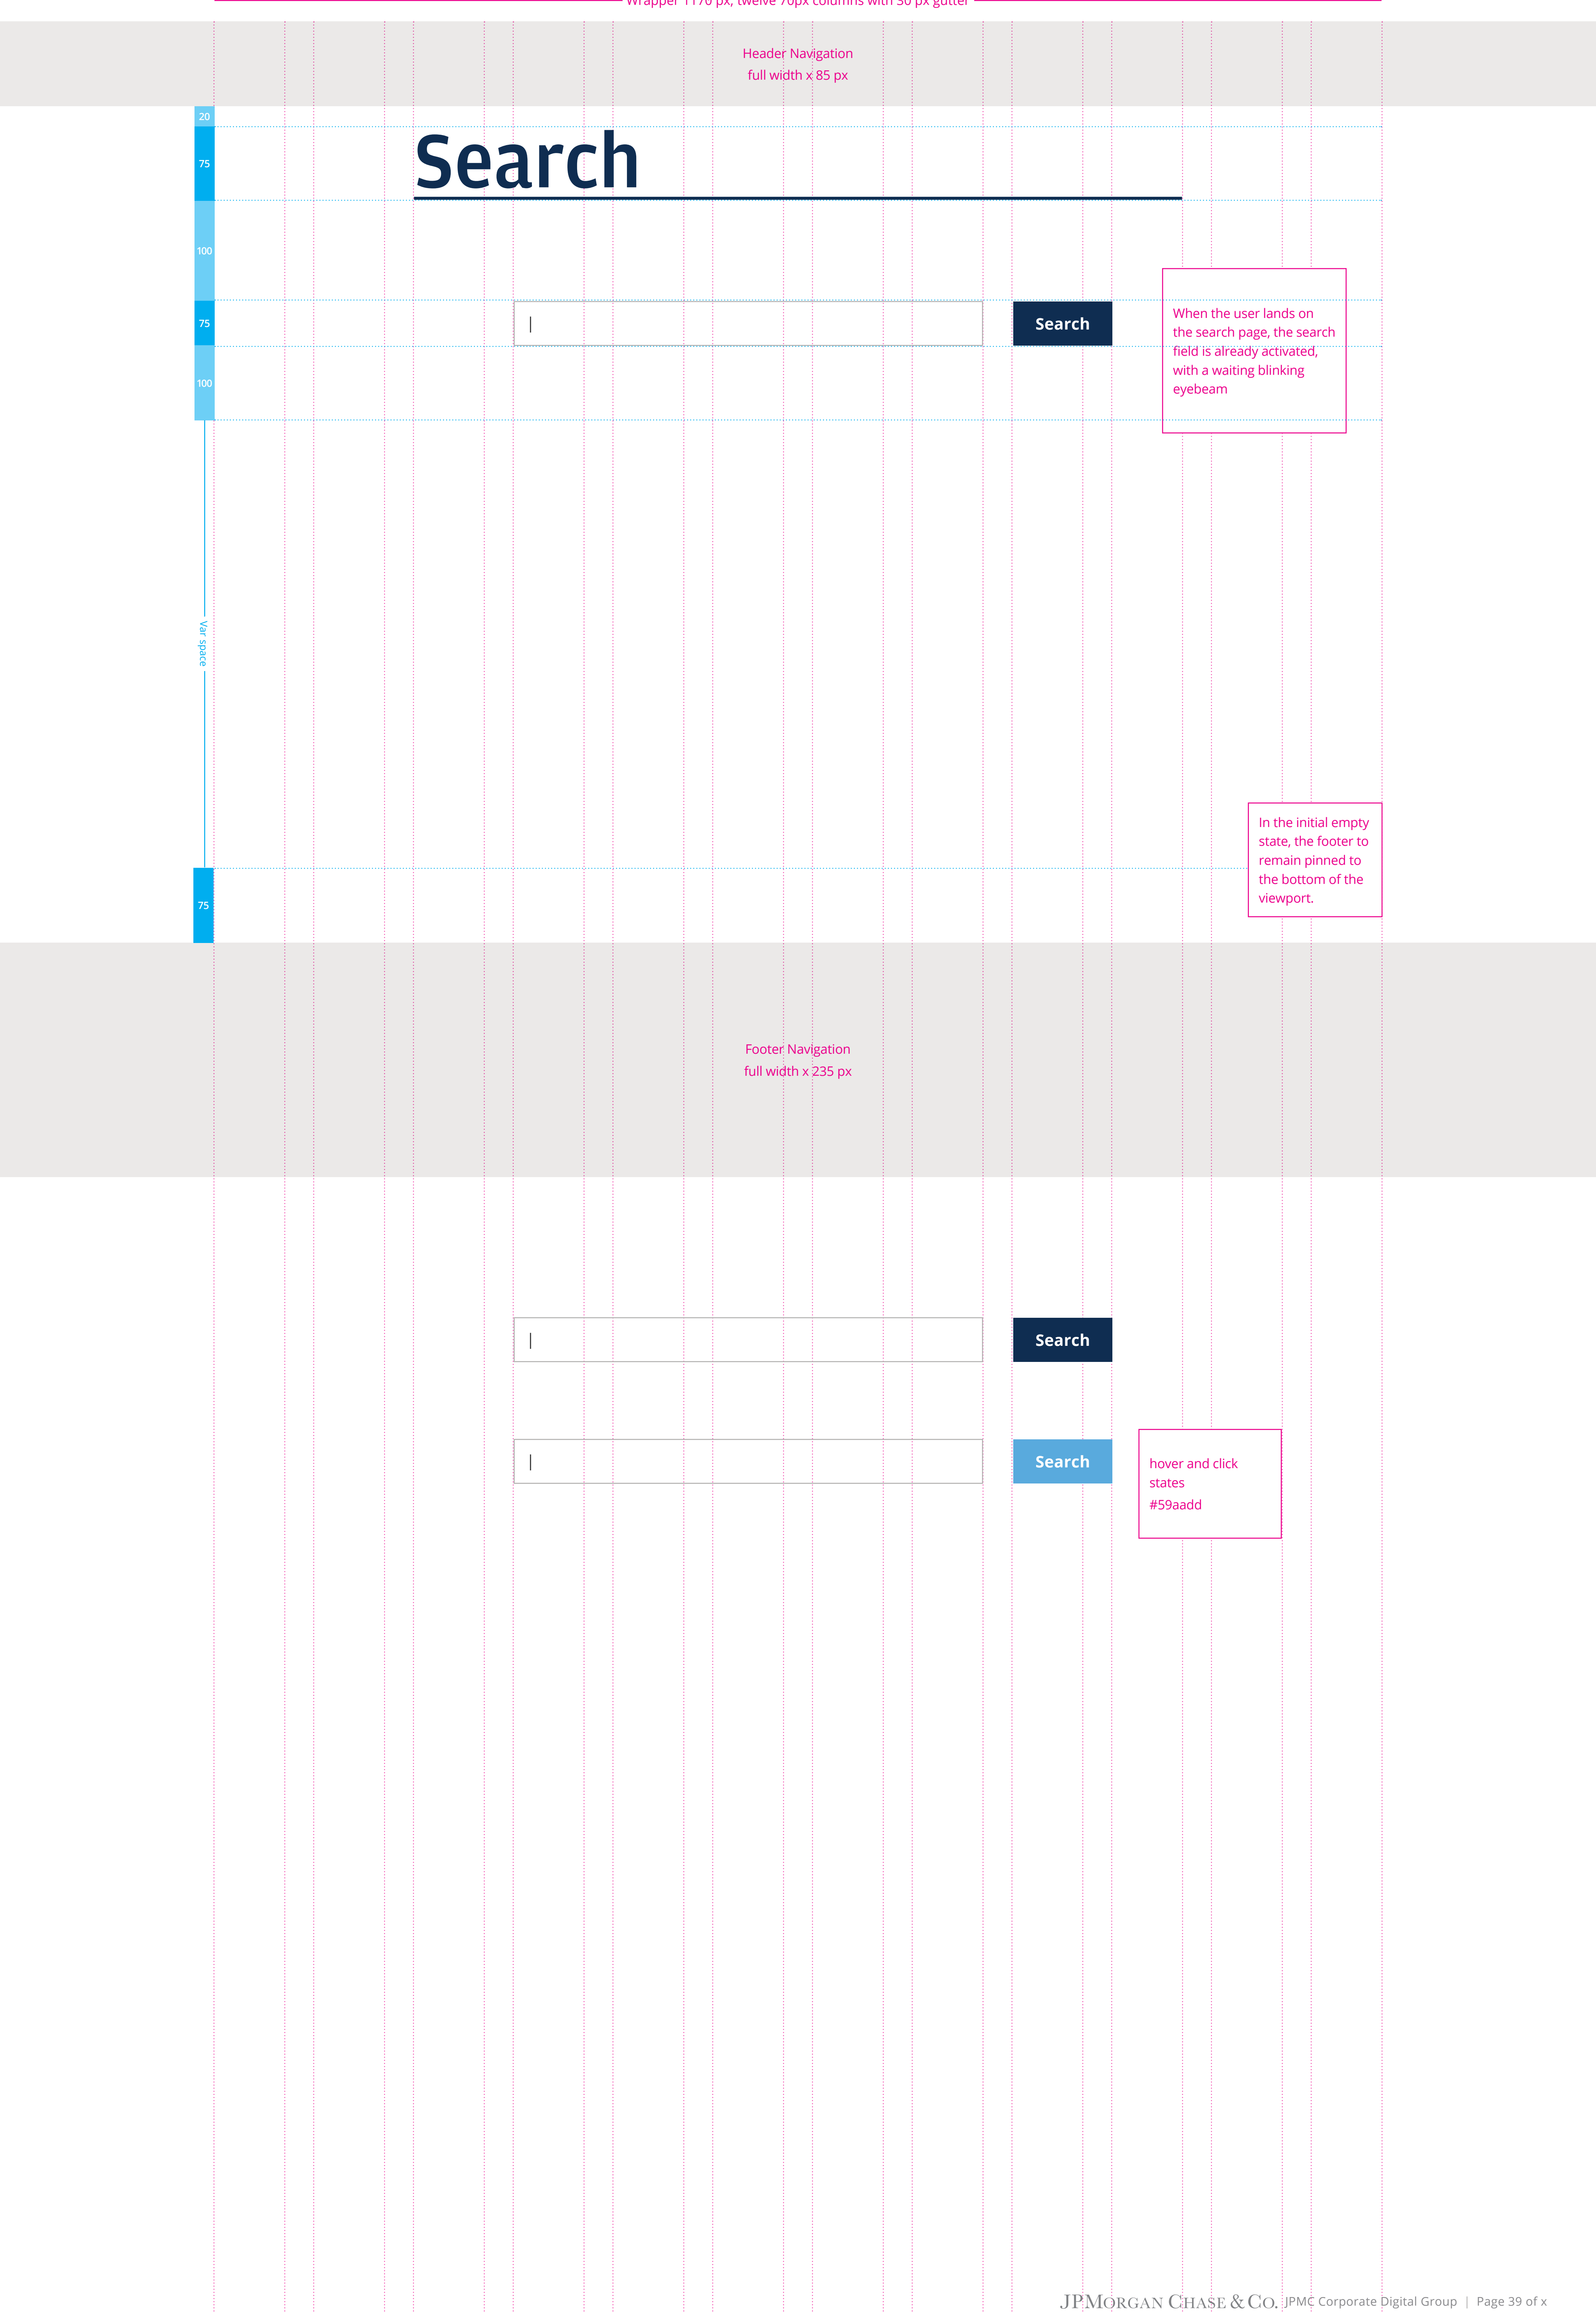 Wrapper 1170 px, twelve 70px columns with 30 px gutter
Header Navigation
full width x 85 px
20
75
Search
100
75
Search
When the user lands on
the search page, the search
field is already activated,
with a waiting blinking
eyebeam
100
Var space
In the initial empty
state, the footer to
remain pinned to
the bottom of the
viewport.
75
Footer Navigation
full width x 235 px
Search
Search
hover and click
states
#59aadd
JPMORGAN CHASE & CO. JPMC Corporate Digital Group | Page 39 of x